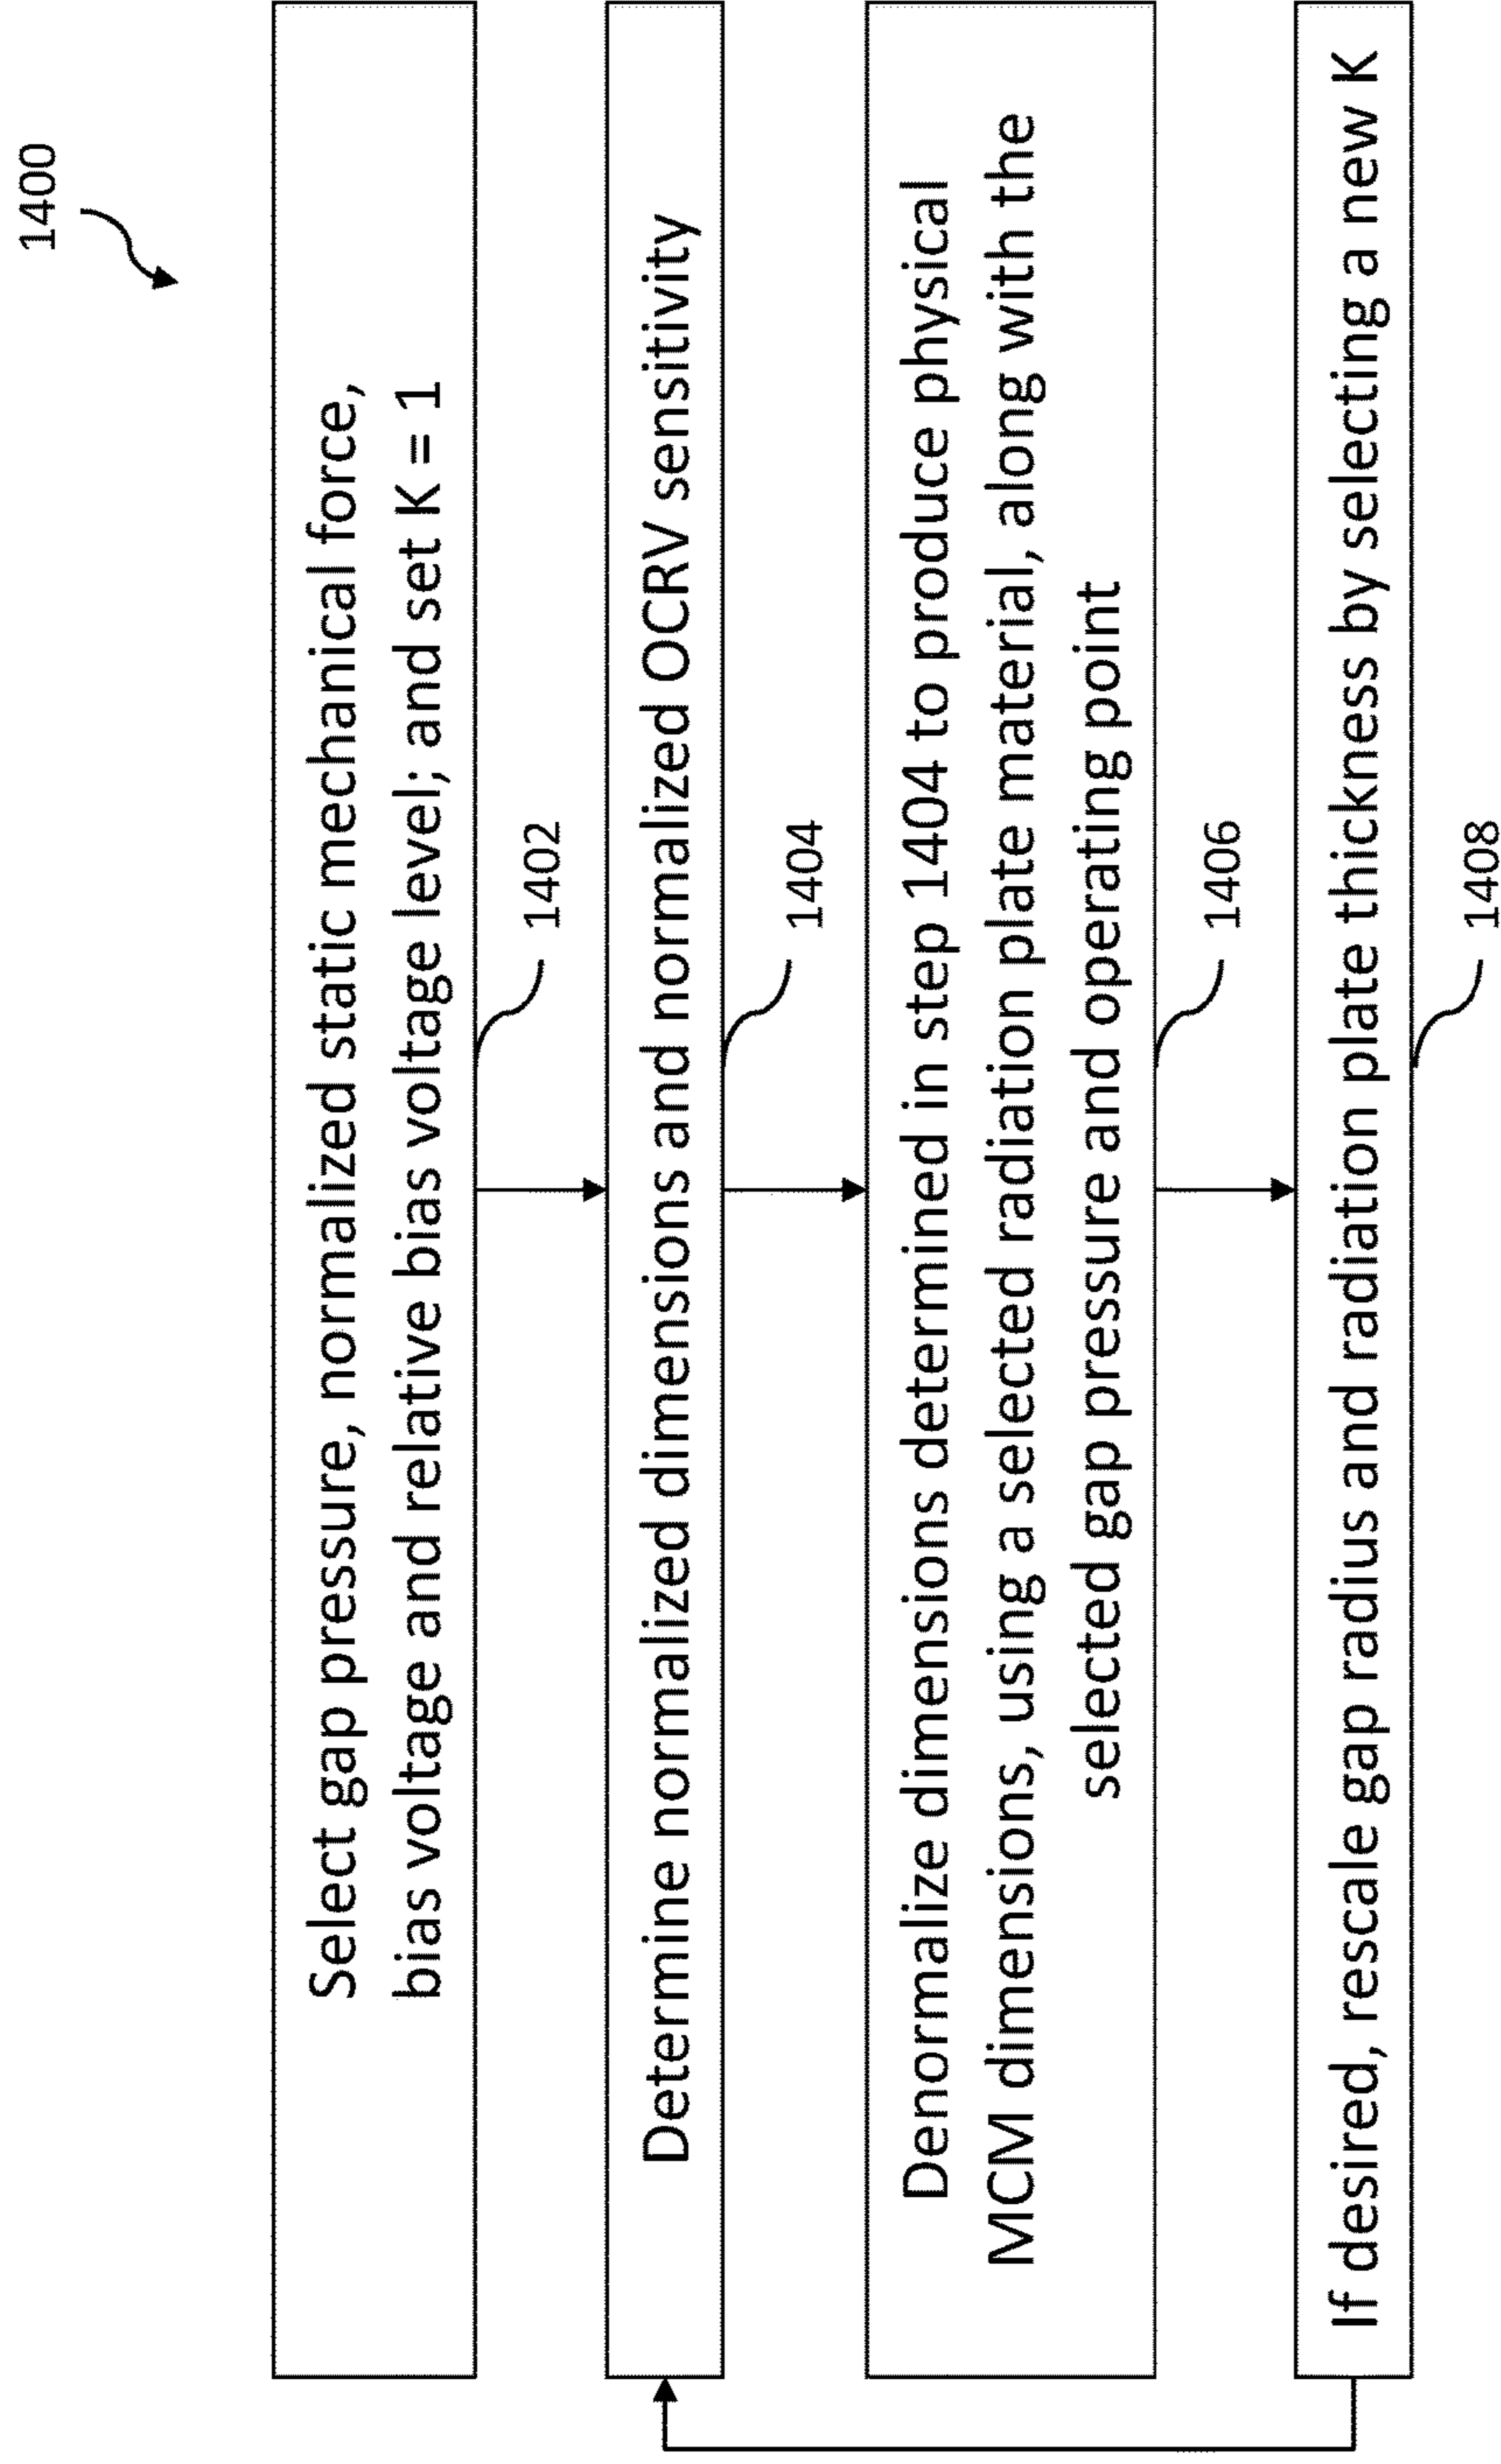 1400
Select gap pressure, normalized static mechanical force,
bias voltage and relative bias voltage level; and set K = 1
1402
Determine normalized dimensions and normalized OCRV sensitivity
1404
Denormalize dimensions determined in step 1404 to produce physical
MCM dimensions, using a selected radiation plate material, along with the
selected gap pressure and operating point
1406
If desired, rescale gap radius and radiation plate thickness by selecting a new K
1408